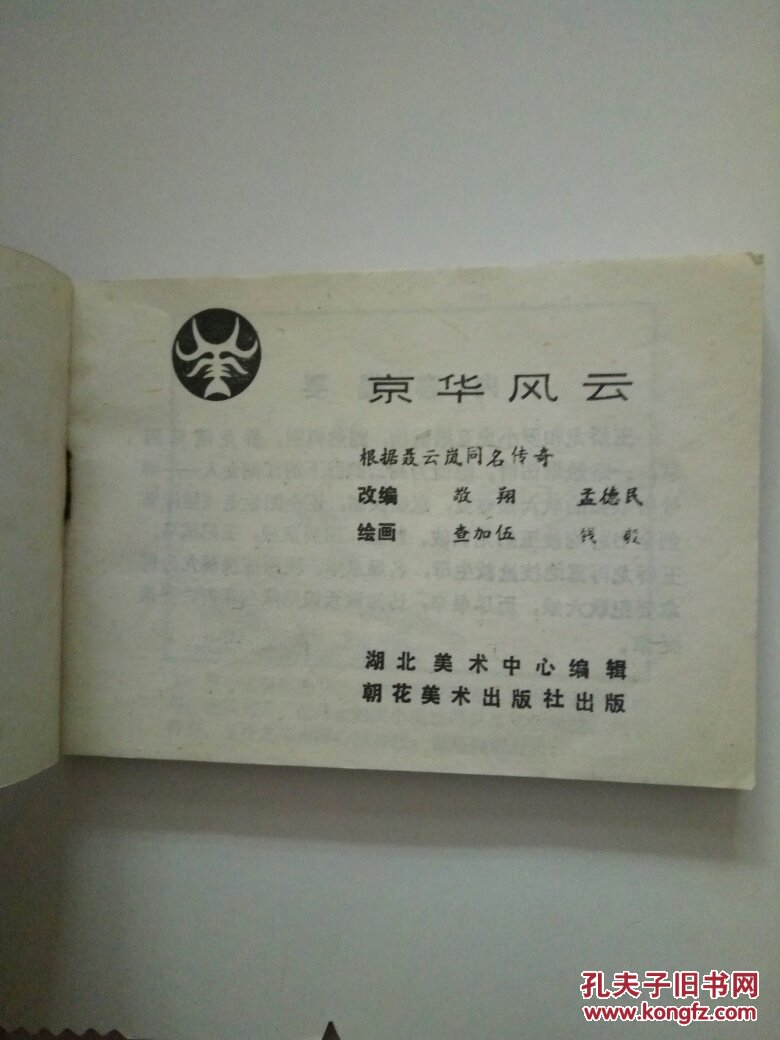 京华风云
根据聂云岚同名传奇
改编 敬翔 孟德民
绘画 查加伍 钱毅
湖北美术中心编辑
朝花美术出版社出版
孔夫子旧书网
www.kongfz.com